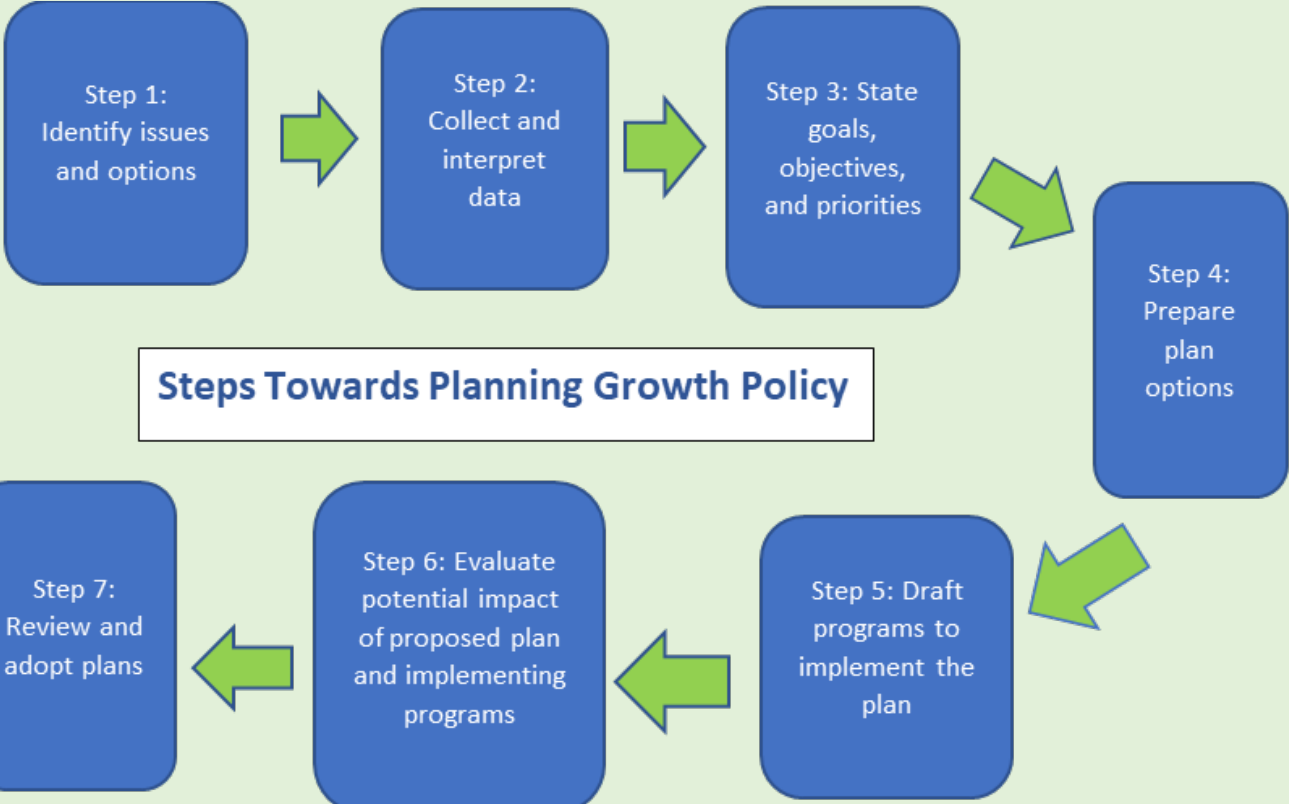 Step 1:
Identify issues
and options
Step 2:
Collect and
interpret
data
Step 3: State
goals,
objectives,
and priorities
Step 4:
Prepare
plan
options
Steps Towards Planning Growth Policy
Step 5: Draft
programs to
implement the
plan
Step 6: Evaluate
potential impact
of proposed plan
and implementing
programs
Step 7:
Review and
adopt plans